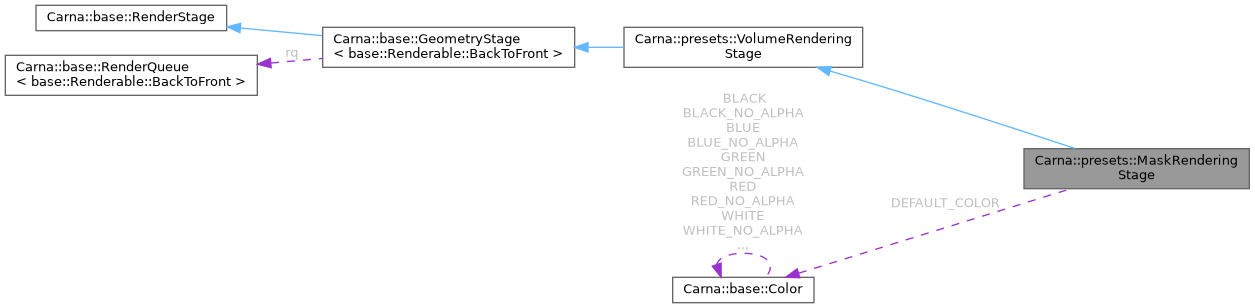 Carna::base::RenderStage
Carna::base::GeometryStage
< base::Renderable::BackToFront >
Carna::presets::VolumeRendering
Stage
rq
Carna::base::RenderQueue
< base::Renderable::BackToFront >
BLACK
BLACK_NO_ALPHA
BLUE
BLUE_NO_ALPHA
GREEN
GREEN_NO_ALPHA
RED
RED_NO_ALPHA
WHITE
WHITE_NO_ALPHA
...
Carna::presets::MaskRendering
Stage
DEFAULT_COLOR
Carna::base::Color